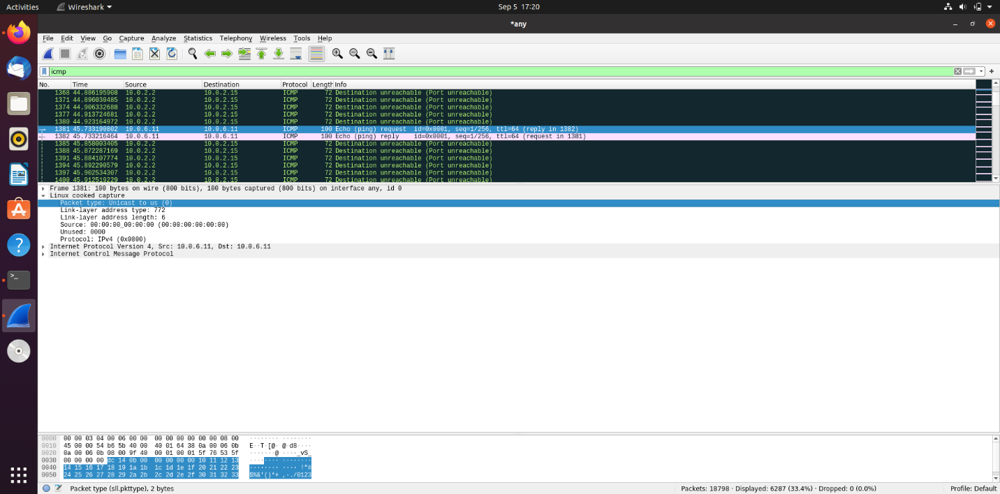 Activities Wireshark Sep 5 17:20
*any
File Edit View Go Capture Analyze Statistics Telephony Wireless Tools Help
icmp
No. Time Source Destination Protocol Length Info
1368 44.886195908 10.0.2.2 10.0.2.15 ICMP 72 Destination unreachable (Port unreachable)
1371 44.896030485 10.0.2.2 10.0.2.15 ICMP 72 Destination unreachable (Port unreachable)
1374 44.906332688 10.0.2.2 10.0.2.15 ICMP 72 Destination unreachable (Port unreachable)
1377 44.913724681 10.0.2.2 10.0.2.15 ICMP 72 Destination unreachable (Port unreachable)
1380 44.923164972 10.0.2.2 10.0.2.15 ICMP 72 Destination unreachable (Port unreachable)
1381 45.733190802 10.0.6.11 10.0.6.11 ICMP 100 Echo (ping) request id=0x0001, seq=1/256, ttl=64 (reply in 1382)
1382 45.733216464 10.0.6.11 10.0.6.11 ICMP 100 Echo (ping) reply id=0x0001, seq=1/256, ttl=64 (request in 1381)
1385 45.858003405 10.0.2.2 10.0.2.15 ICMP 72 Destination unreachable (Port unreachable)
1388 45.872287169 10.0.2.2 10.0.2.15 ICMP 72 Destination unreachable (Port unreachable)
1391 45.884107774 10.0.2.2 10.0.2.15 ICMP 72 Destination unreachable (Port unreachable)
1394 45.892290579 10.0.2.2 10.0.2.15 ICMP 72 Destination unreachable (Port unreachable)
1397 45.902534307 10.0.2.2 10.0.2.15 ICMP 72 Destination unreachable (Port unreachable)
1400 45.912519229 10.0.2.2 10.0.2.15 ICMP 72 Destination unreachable (Port unreachable)
Frame 1381: 100 bytes on wire (800 bits), 100 bytes captured (800 bits) on interface any, id 0
Linux cooked capture
Packet type: Unicast to us (0)
Link-layer address type: 772
Link-layer address length: 6
Source: 00:00:00_00:00:00 (00:00:00:00:00:00)
Unused: 0000
Protocol: IPv4 (0x0800)
Internet Protocol Version 4, Src: 10.0.6.11, Dst: 10.0.6.11
Internet Control Message Protocol
0000 00 00 03 04 00 06 00 00 00 00 00 00 00 00 08 00 ········ ········
0010 45 00 00 54 b6 5b 40 00 40 01 64 38 0a 00 06 0b E··T·[@· @·d8····
0020 0a 00 06 0b 08 00 9f 40 00 01 00 01 5f 76 53 5f ·······@ ····_vS_
0030 00 00 00 00 dc 14 0b 00 00 00 00 00 10 11 12 13 ········ ········
0040 14 15 16 17 18 19 1a 1b 1c 1d 1e 1f 20 21 22 23 ········ ···· !"#
0050 24 25 26 27 28 29 2a 2b 2c 2d 2e 2f 30 31 32 33 $%&'()*+ ,-./0123
Packet type (sll.pkttype), 2 bytes Packets: 18798 · Displayed: 6287 (33.4%) · Dropped: 0 (0.0%) Profile: Default